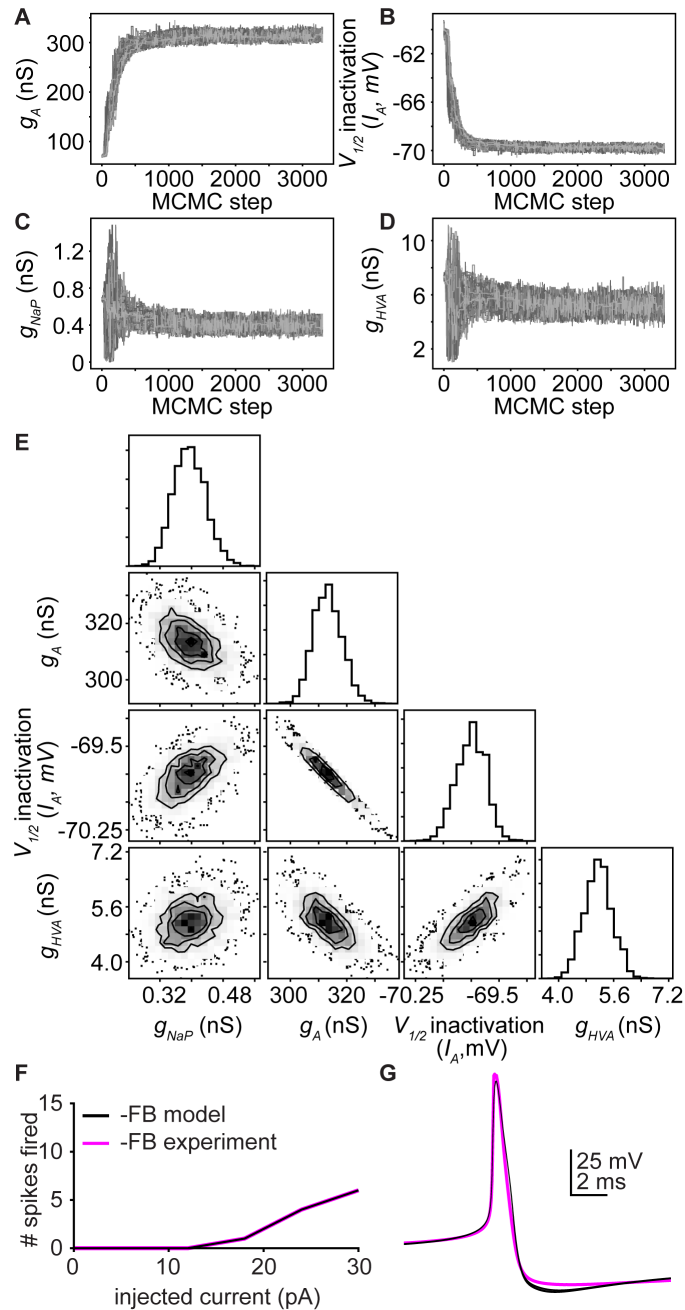 A
g_A (nS)
300
200
100
0 1000 2000 3000
MCMC step
B
V_1/2 inactivation
(I_A, mV)
-62
-66
-70
0 1000 2000 3000
MCMC step
C
g_NaP (nS)
1.2
0.8
0.4
0
0 1000 2000 3000
MCMC step
D
g_HVA (nS)
10
6
2
0 1000 2000 3000
MCMC step
E
g_A (nS)
320
300
V_1/2 inactivation
(I_A, mV)
-69.5
-70.25
g_HVA (nS)
7.2
5.6
4.0
0.32 0.48
g_NaP (nS)
300 320
g_A (nS)
-70.25 -69.5
V_1/2 inactivation
(I_A,mV)
4.0 5.6 7.2
g_HVA (nS)
F
# spikes fired
15
10
5
0
-FB model
-FB experiment
0 10 20 30
injected current (pA)
G
25 mV
2 ms